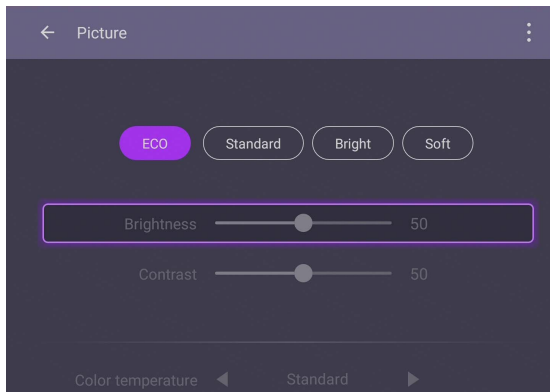 Picture
ECO Standard Bright Soft
Brightness 50
Contrast 50
Color temperature Standard